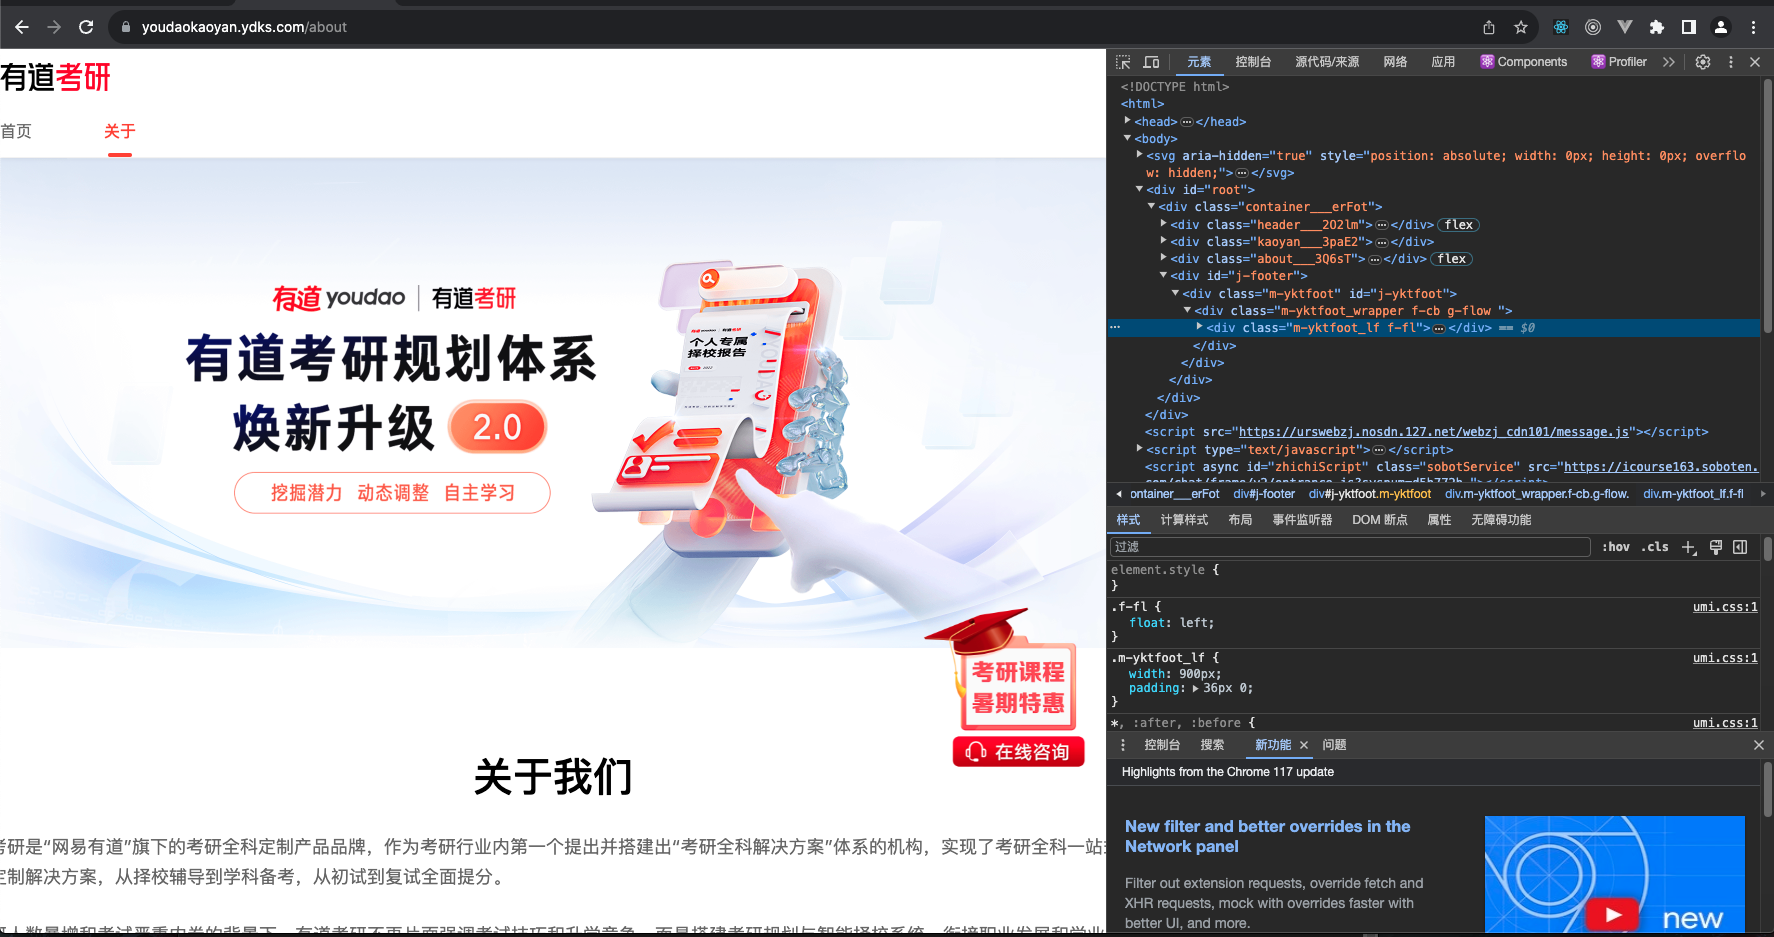 youdaokaoyan.ydks.com/about
有道考研
首页
关于
有道 youdao | 有道考研
有道考研规划体系
焕新升级 2.0
挖掘潜力 动态调整 自主学习
个人专属
择校报告
考研课程
暑期特惠
在线咨询
关于我们
考研是“网易有道”旗下的考研全科定制产品品牌，作为考研行业内第一个提出并搭建出“考研全科解决方案”体系的机构，实现了考研全科一站
定制解决方案，从择校辅导到学科备考，从初试到复试全面提分。
元素 控制台 源代码/来源 网络 应用 Components Profiler
<!DOCTYPE html>
<html>
<head>…</head>
<body>
<svg aria-hidden="true" style="position: absolute; width: 0px; height: 0px; overflo
w: hidden;">…</svg>
<div id="root">
<div class="container___erFot">
<div class="header___2O2lm">…</div> flex
<div class="kaoyan___3paE2">…</div>
<div class="about___3Q6sT">…</div> flex
<div id="j-footer">
<div class="m-yktfoot" id="j-yktfoot">
<div class="m-yktfoot_wrapper f-cb g-flow ">
<div class="m-yktfoot_lf f-fl">…</div> == $0
</div>
</div>
</div>
</div>
</div>
<script src="https://urswebzj.nosdn.127.net/webzj_cdn101/message.js"></script>
<script type="text/javascript">…</script>
<script async id="zhichiScript" class="sobotService" src="https://icourse163.soboten.
ontainer___erFot div#j-footer div#j-yktfoot.m-yktfoot div.m-yktfoot_wrapper.f-cb.g-flow. div.m-yktfoot_lf.f-fl
样式 计算样式 布局 事件监听器 DOM 断点 属性 无障碍功能
过滤 :hov .cls
element.style {
}
.f-fl { umi.css:1
float: left;
}
.m-yktfoot_lf { umi.css:1
width: 900px;
padding: 36px 0;
}
*, :after, :before { umi.css:1
控制台 搜索 新功能 问题
Highlights from the Chrome 117 update
New filter and better overrides in the
Network panel
Filter out extension requests, override fetch and
XHR requests, mock with overrides faster with
better UI, and more.
new